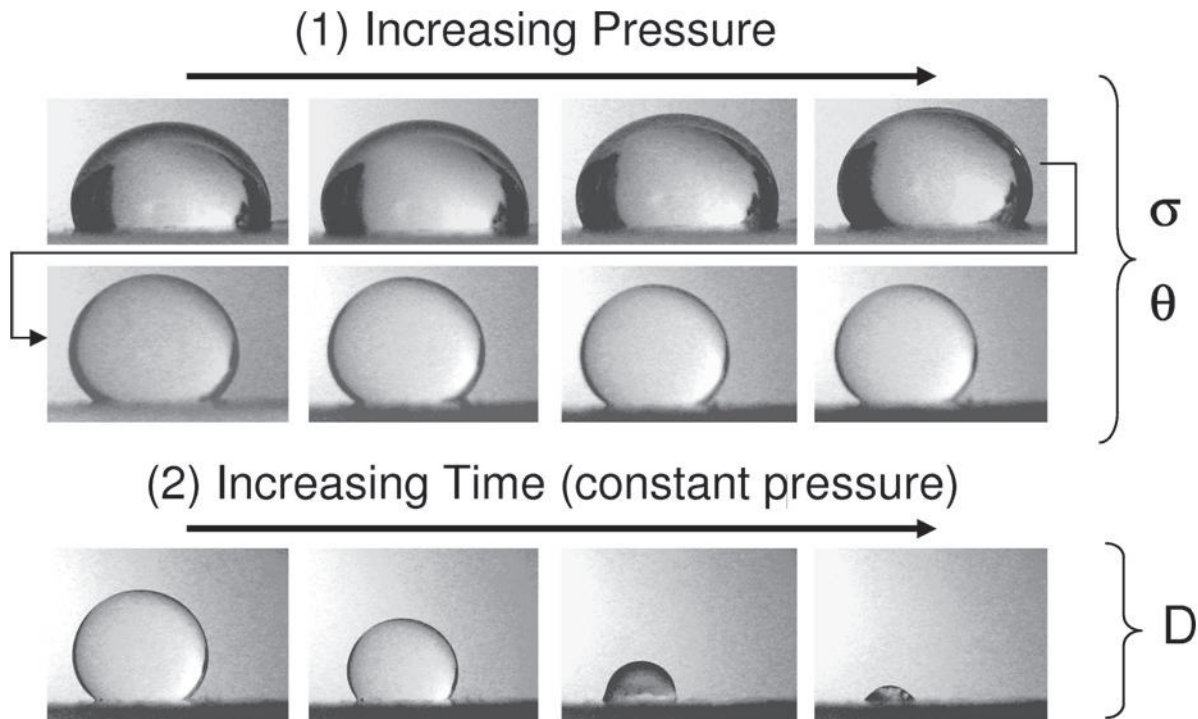 (1) Increasing Pressure
σ
θ
(2) Increasing Time (constant pressure)
D